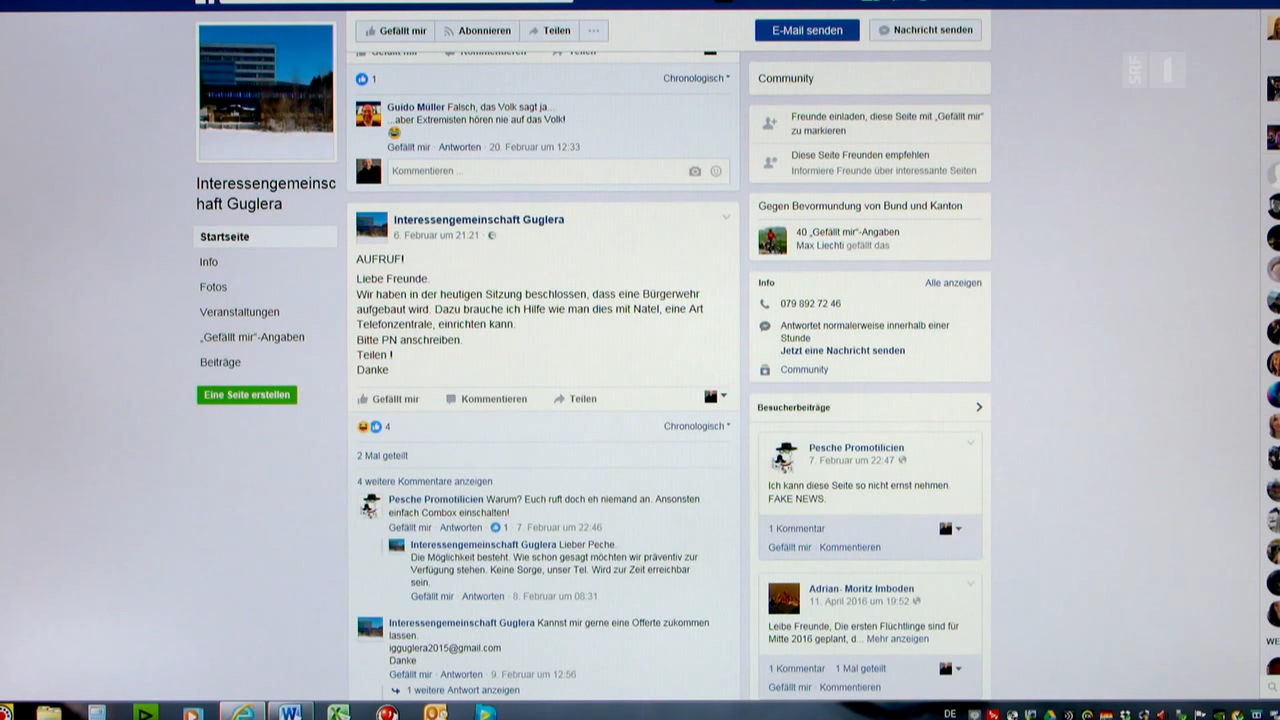 Gefällt mir
Abonnieren
Teilen
...
E-Mail senden
Nachricht senden
1
Interessengemeinsc
haft Guglera
Startseite
Info
Fotos
Veranstaltungen
„Gefällt mir"-Angaben
Beiträge
Eine Seite erstellen
Gefällt mir Kommentieren Teilen
1
Chronologisch
Guido Müller Falsch, das Volk sagt ja...
...aber Extremisten hören nie auf das Volk!
Gefällt mir · Antworten · 20. Februar um 12:33
Kommentieren ...
Interessengemeinschaft Guglera
6. Februar um 21:21 ·
AUFRUF!
Liebe Freunde.
Wir haben in der heutigen Sitzung beschlossen, dass eine Bürgerwehr
aufgebaut wird. Dazu brauche ich Hilfe wie man dies mit Natel, eine Art
Telefonzentrale, einrichten kann.
Bitte PN anschreiben.
Teilen !
Danke
Gefällt mir
Kommentieren
Teilen
4
Chronologisch
2 Mal geteilt
4 weitere Kommentare anzeigen
Pesche Promotilicien Warum? Euch ruft doch eh niemand an. Ansonsten
einfach Combox einschalten!
Gefällt mir · Antworten · 1 · 7. Februar um 22:46
Interessengemeinschaft Guglera Lieber Peche.
Die Möglichkeit besteht. Wie schon gesagt möchten wir präventiv zur
Verfügung stehen. Keine Sorge, unser Tel. Wird zur Zeit erreichbar
sein.
Gefällt mir · Antworten · 8. Februar um 08:31
Interessengemeinschaft Guglera Kannst mir gerne eine Offerte zukommen
lassen.
igguglera2015@gmail.com
Danke
Gefällt mir · Antworten · 9. Februar um 12:56
1 weitere Antwort anzeigen
Community
Freunde einladen, diese Seite mit „Gefällt mir"
zu markieren
Diese Seite Freunden empfehlen
Informiere Freunde über interessante Seiten
Gegen Bevormundung von Bund und Kanton
40 „Gefällt mir"-Angaben
Max Liechti gefällt das
Info
Alle anzeigen
079 892 72 46
Antwortet normalerweise innerhalb einer
Stunde
Jetzt eine Nachricht senden
Community
Besucherbeiträge
Pesche Promotilicien
7. Februar um 22:47
Ich kann diese Seite so nicht ernst nehmen.
FAKE NEWS.
1 Kommentar
Gefällt mir · Kommentieren
Adrian- Moritz Imboden
11. April 2016 um 19:52
Leibe Freunde, Die ersten Flüchtlinge sind für
Mitte 2016 geplant, d... Mehr anzeigen
1 Kommentar 1 Mal geteilt
Gefällt mir · Kommentieren
WE
DE